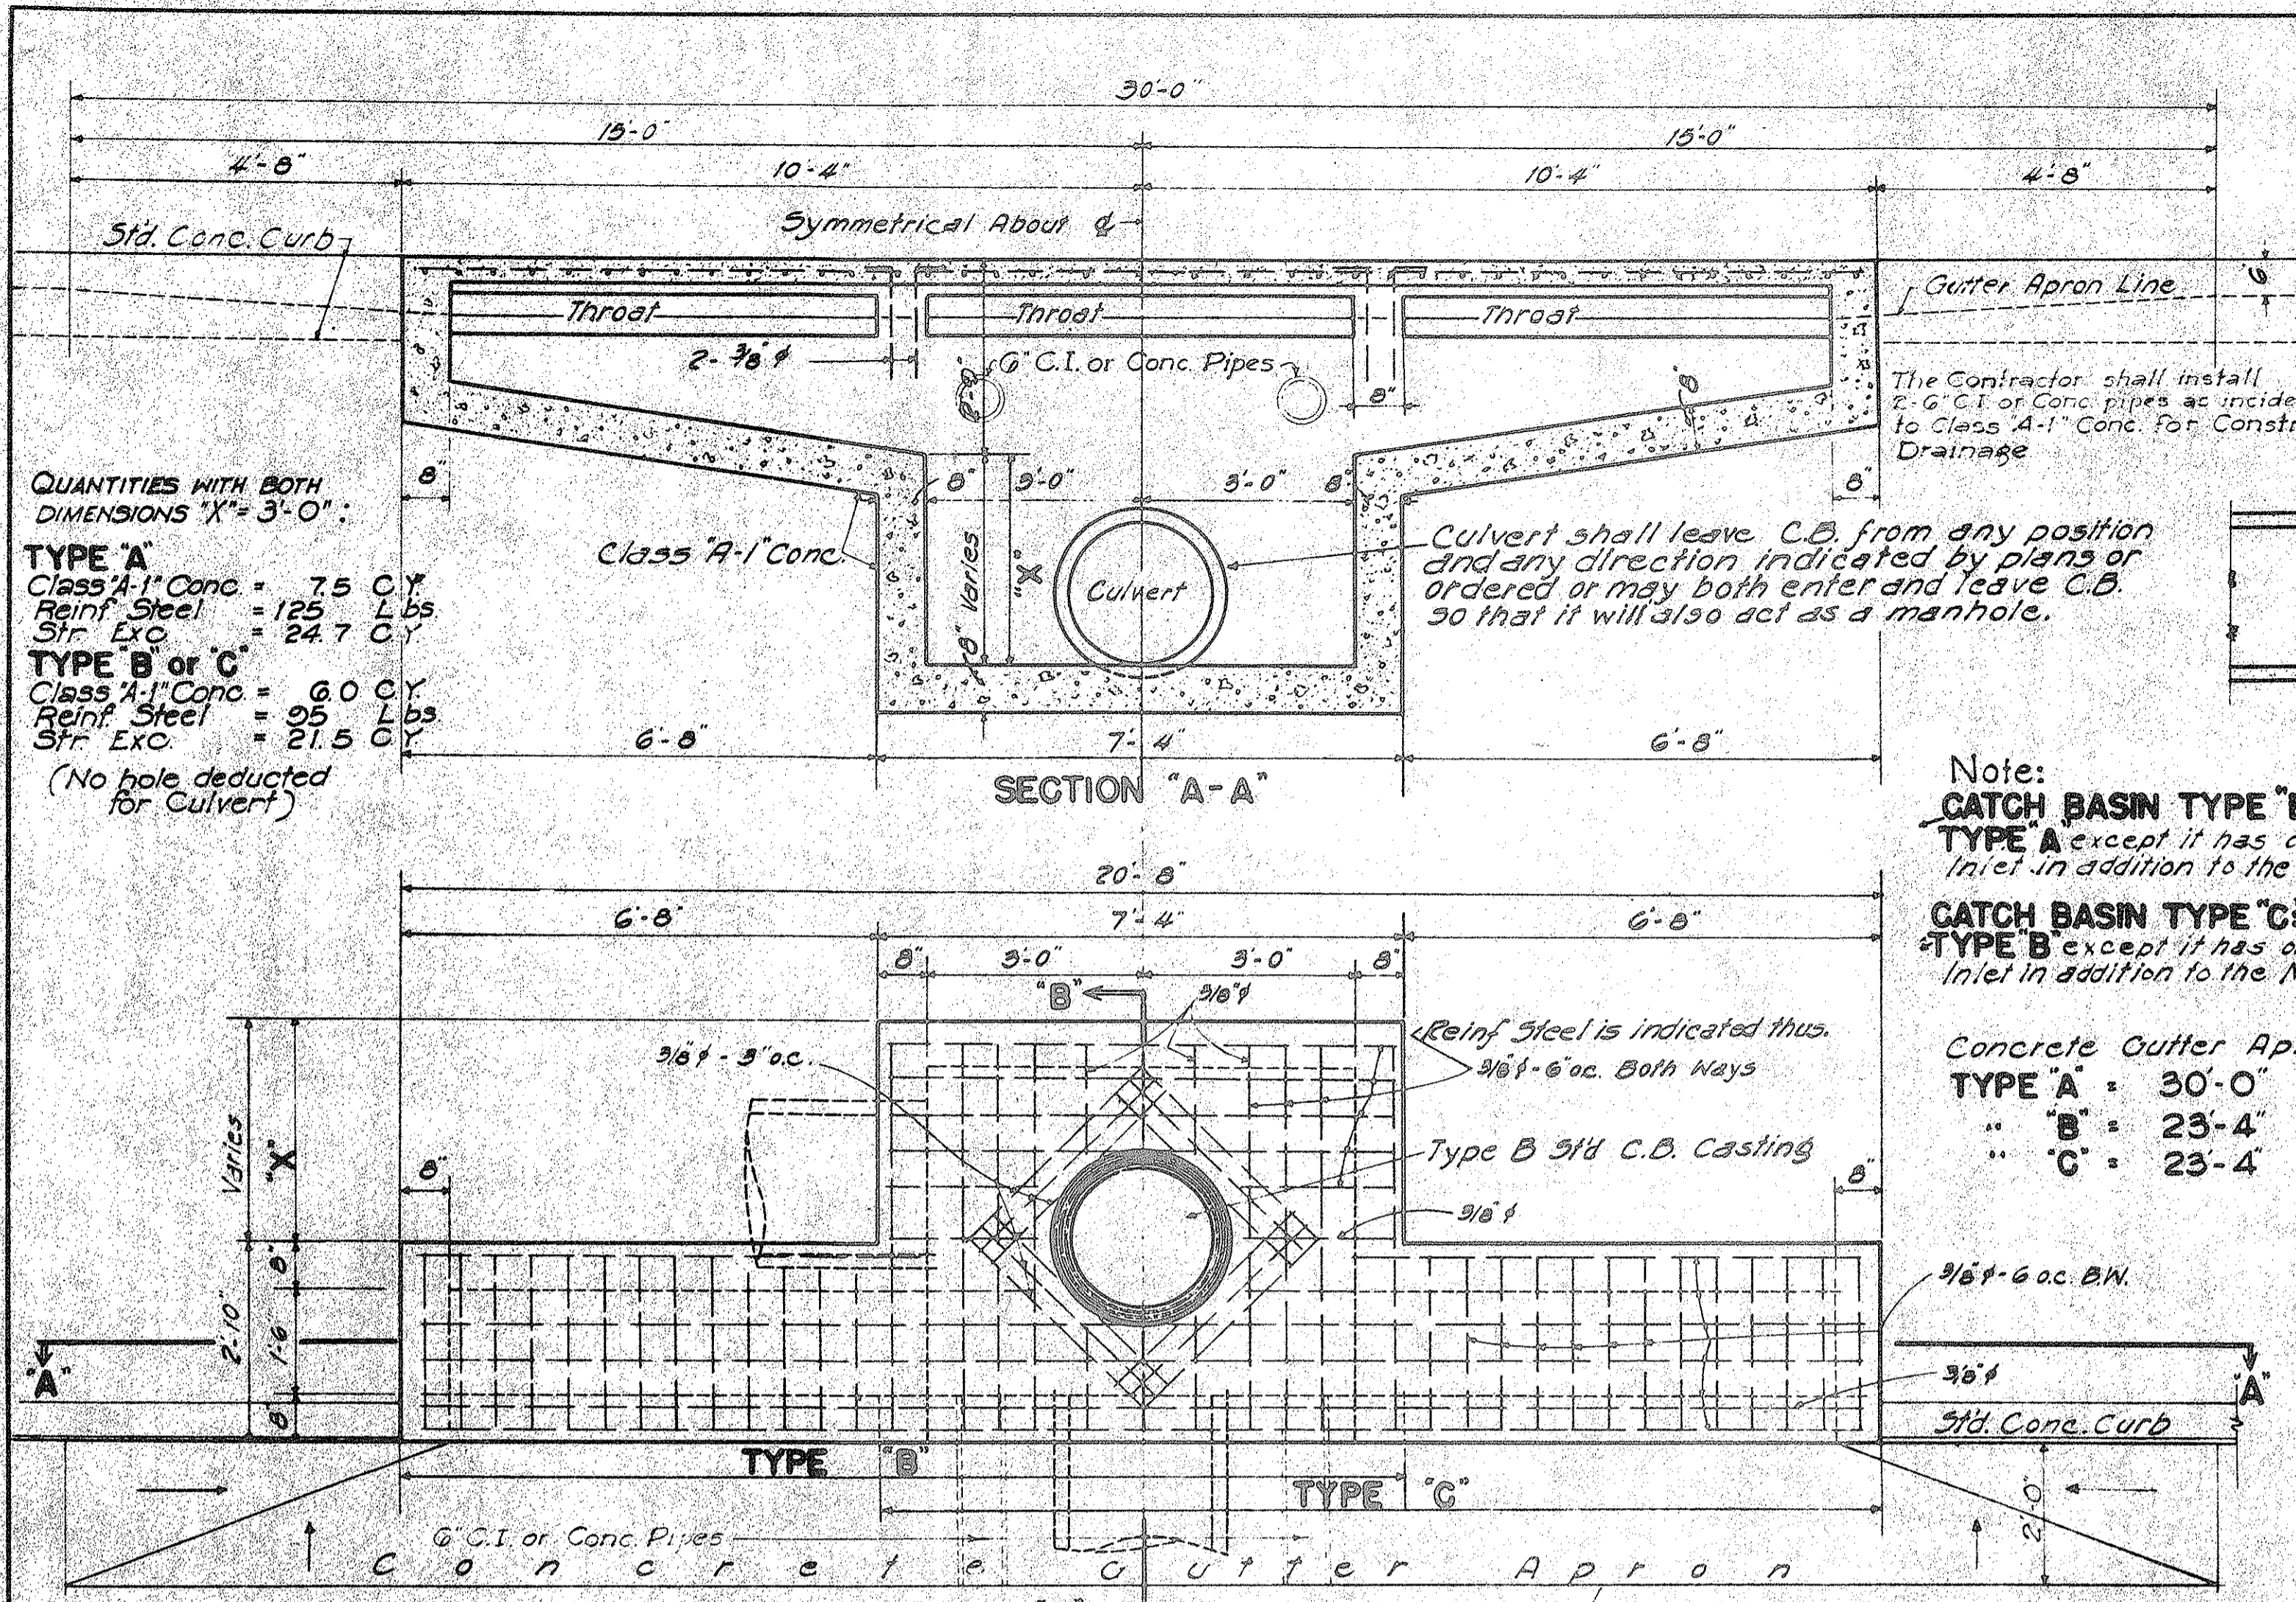 30'-0"
15'-0" 15'-0"
4'-8" 10'-4" 10'-4" 4'-8"
Symmetrical About ℄
Std. Conc. Curb
6"
Gutter Apron Line
Throat Throat Throat
2-3/8"φ
6" C.I. or Conc. Pipes
2'-0"
8"
8"
The Contractor shall install
2-6" C.I. or Conc. pipes as
to Class "A-1" Conc. for
Drainage
8" 8" 3'-0" 3'-0" 8" 8"
QUANTITIES WITH BOTH
DIMENSIONS "X" = 3'-0":
TYPE "A"
Class "A-1" Conc. = 7.5 C.Y.
Reinf. Steel = 125 Lbs.
Str. Exc. = 24.7 C.Y.
TYPE "B" or "C"
Class "A-1" Conc. = 6.0 C.Y.
Reinf. Steel = 95 Lbs.
Str. Exc. = 21.5 C.Y.
(No hole deducted
for Culvert)
Class "A-1" Conc.
Varies
"X"
8"
Culvert
Culvert shall leave C.B. from any position
and any direction indicated by plans or
ordered or may both enter and leave C.B.
so that it will also act as a manhole.
6'-8" 7'-4" 6'-8"
SECTION "A-A"
Note:
CATCH BASIN TYPE
TYPE "A" except it has
Inlet in addition to the
CATCH BASIN TYPE "C"
TYPE "B" except it has
Inlet in addition to the
20'-8"
6'-8" 7'-4" 6'-8"
8" 3'-0" 3'-0" 8"
"B"
3/8"φ
Reinf Steel is indicated thus.
3/8"φ-3"o.c.
3/8"φ-6"oc. Both Ways
Concrete Gutter
TYPE "A" = 30'-0"
" "B" = 23'-4"
" "C" = 23'-4"
Varies
"X"
8"
Type B St'd C.B. Casting
8"
3/8"φ
8"
3/8"φ-6 o.c. B.W.
2'-10"
1'-6"
"A"
8"
3/8"φ
"A"
Std. Conc. Curb
TYPE "B"
TYPE "C"
2'-0"
6" C.I. or Conc. Pipes
Concrete Gutter Apron